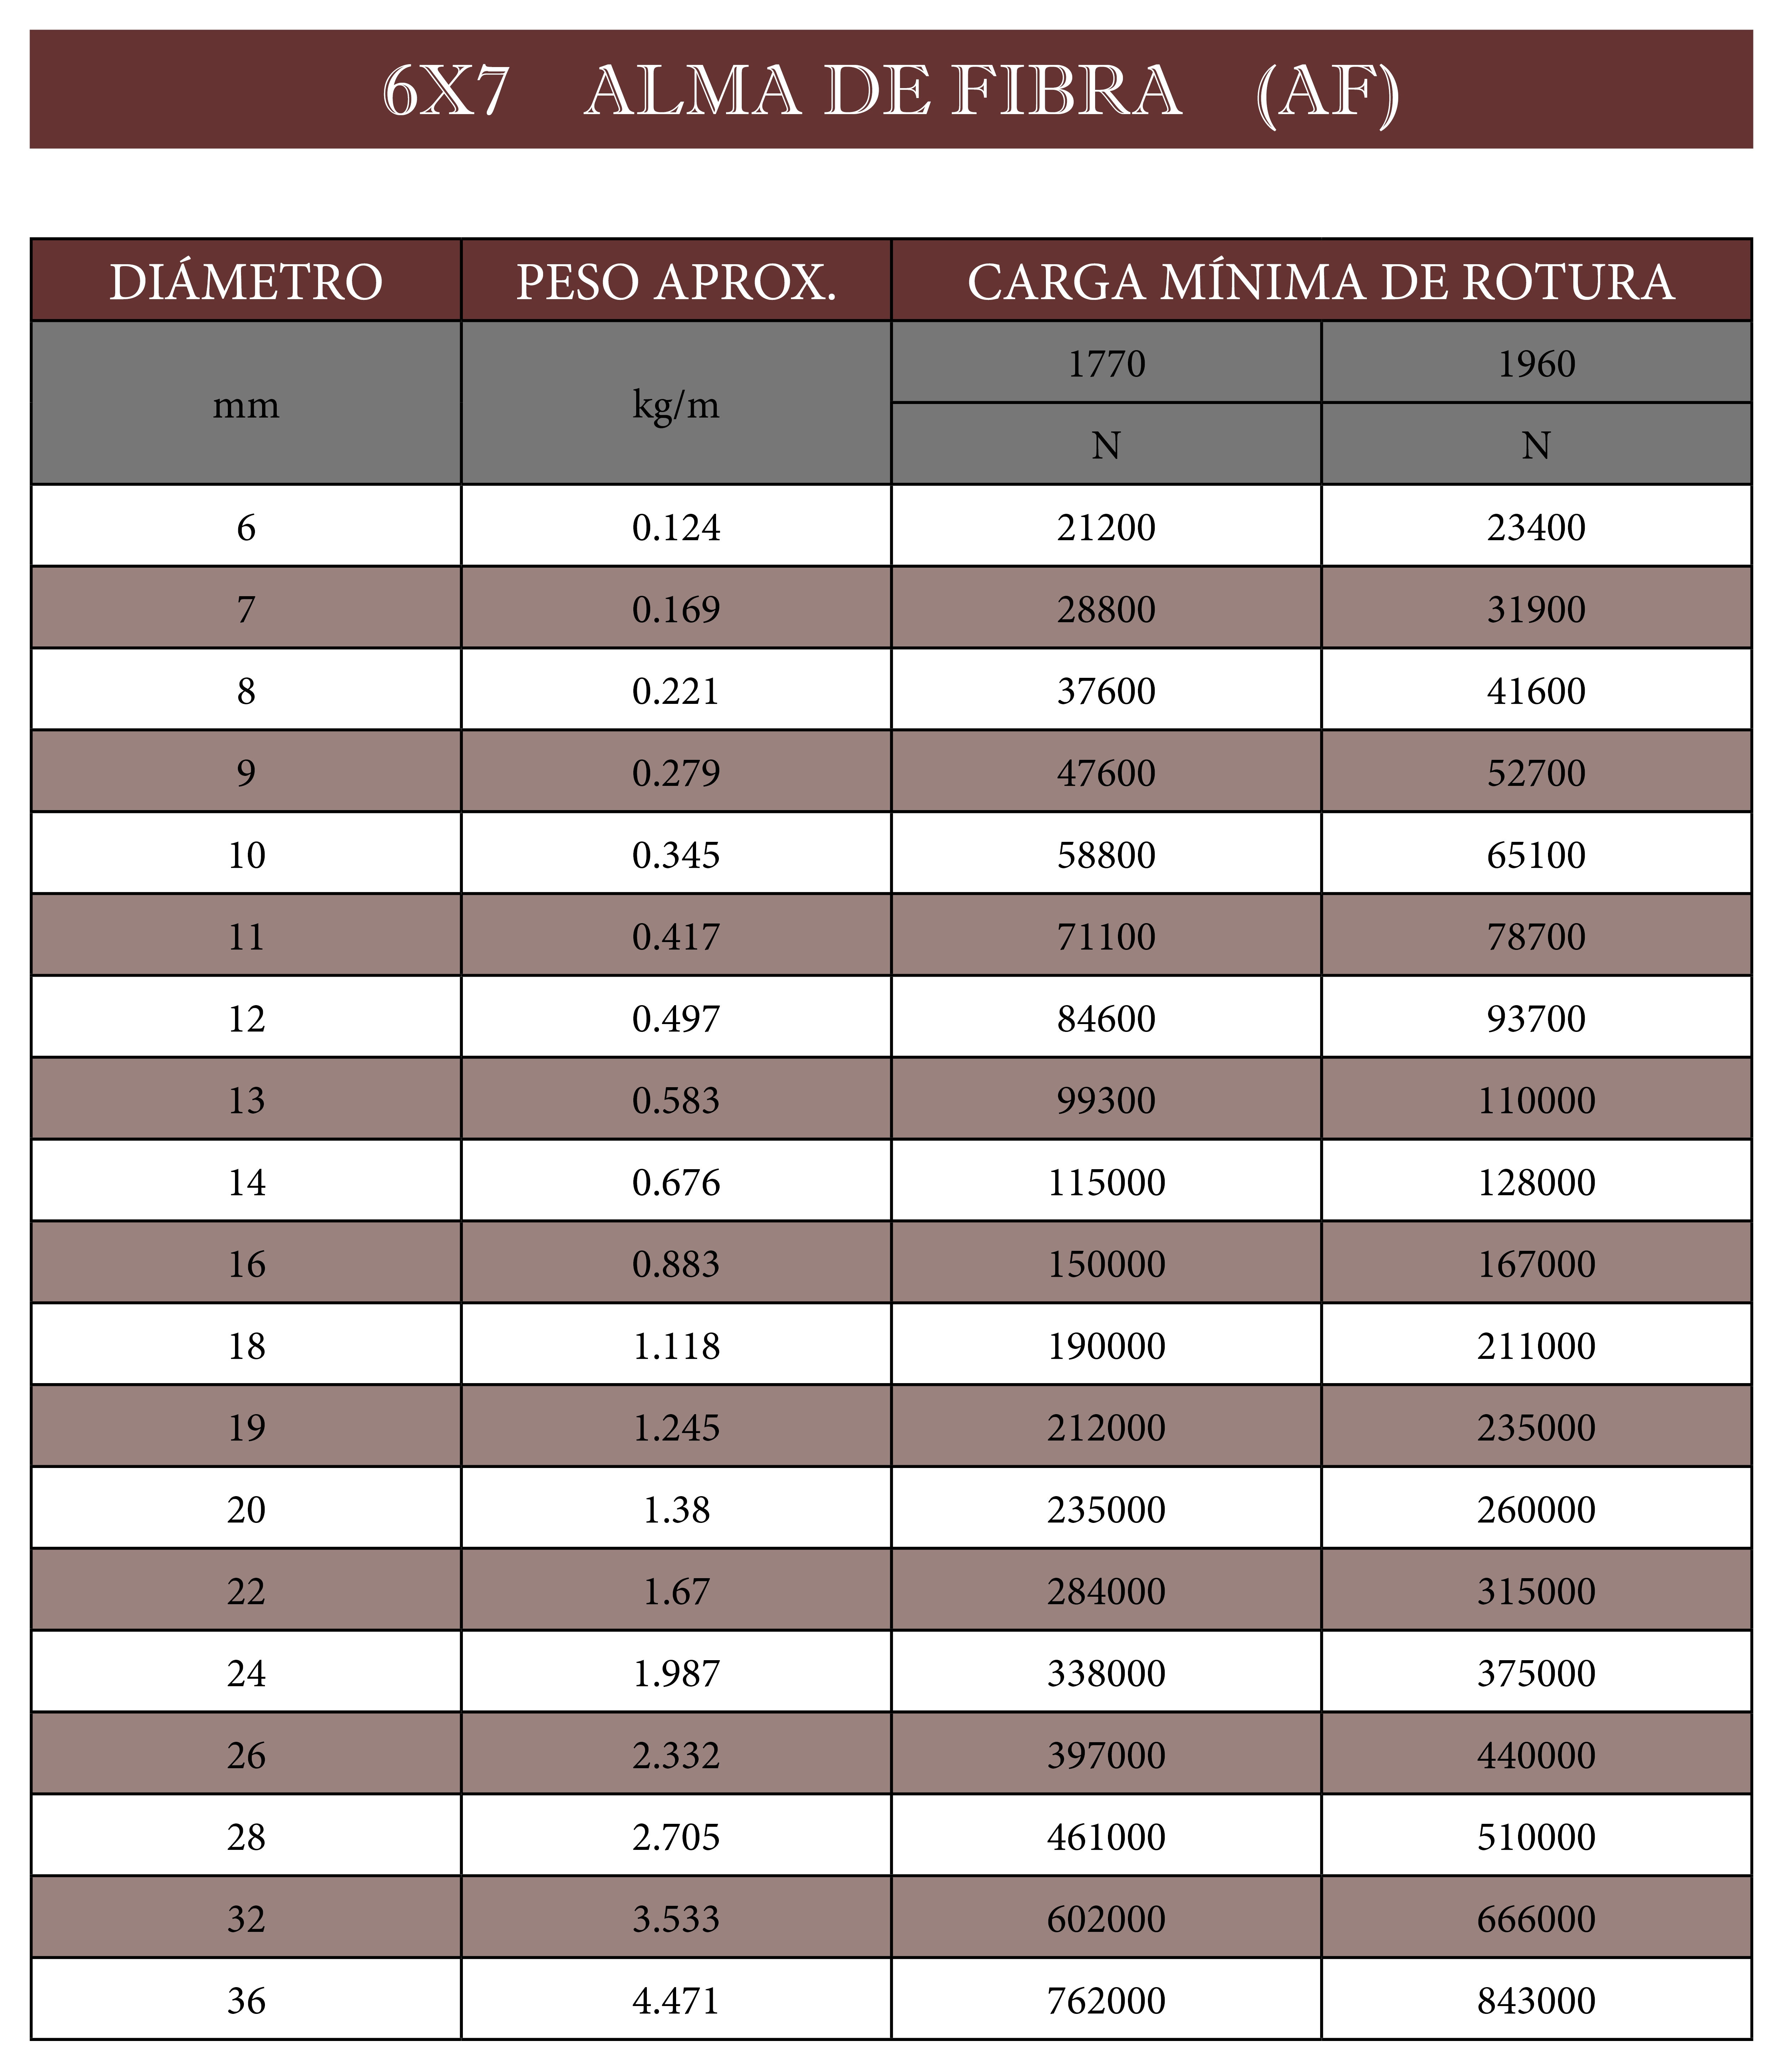 6X7 ALMA DE FIBRA (AF)
DIÁMETRO PESO APROX. CARGA MÍNIMA DE ROTURA
mm kg/m 1770 1960
N N
6 0.124 21200 23400
7 0.169 28800 31900
8 0.221 37600 41600
9 0.279 47600 52700
10 0.345 58800 65100
11 0.417 71100 78700
12 0.497 84600 93700
13 0.583 99300 110000
14 0.676 115000 128000
16 0.883 150000 167000
18 1.118 190000 211000
19 1.245 212000 235000
20 1.38 235000 260000
22 1.67 284000 315000
24 1.987 338000 375000
26 2.332 397000 440000
28 2.705 461000 510000
32 3.533 602000 666000
36 4.471 762000 843000